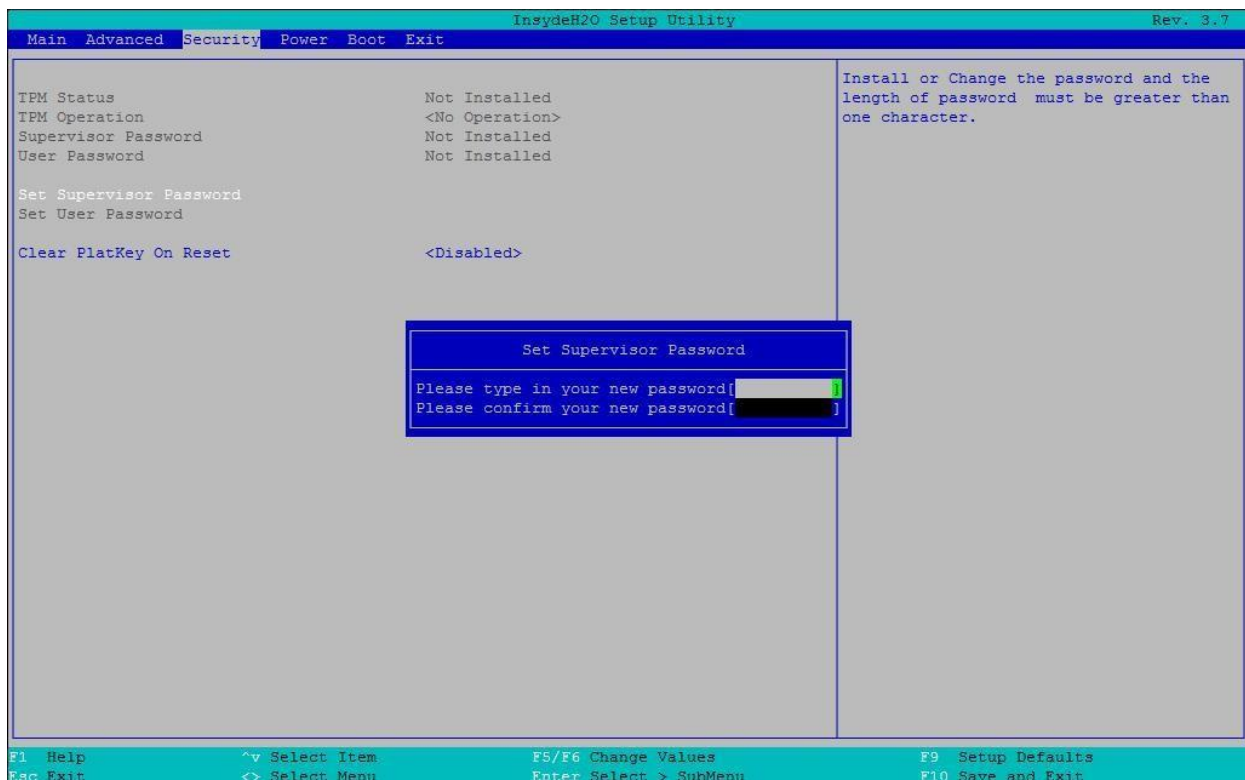 InsydeH2O Setup Utility Rev. 3.7
Main Advanced Security Power Boot Exit
TPM Status Not Installed
TPM Operation <No Operation>
Supervisor Password Not Installed
User Password Not Installed
Set Supervisor Password
Set User Password
Clear PlatKey On Reset <Disabled>
Install or Change the password and the
length of password must be greater than
one character.
Set Supervisor Password
Please type in your new password[ ]
Please confirm your new password[ ]
F1 Help ^v Select Item F5/F6 Change Values F9 Setup Defaults
Esc Exit <> Select Menu Enter Select > SubMenu F10 Save and Exit